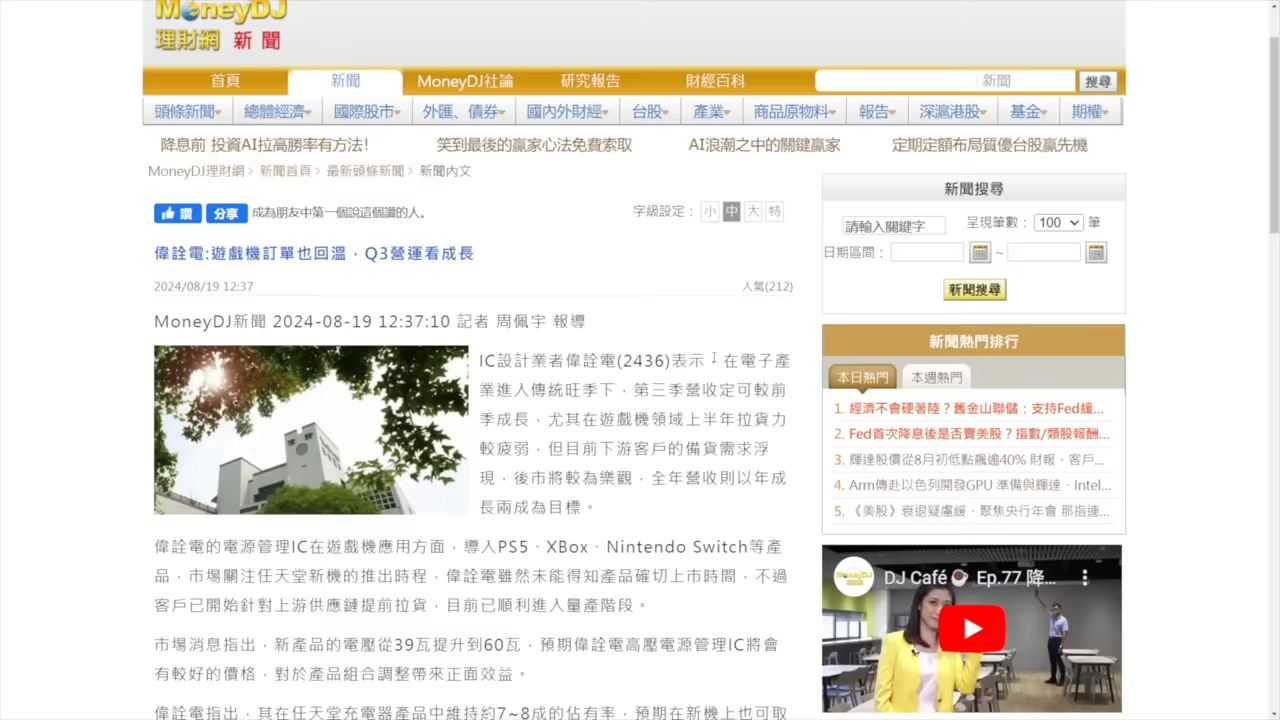 MoneyDJ
理財網 新聞
首頁 新聞 MoneyDJ社論 研究報告 財經百科 新聞 搜尋
頭條新聞 總體經濟 國際股市 外匯、債券 國內外財經 台股 產業 商品原物料 報告 深滬港股 基金 期權
降息前 投資AI拉高勝率有方法! 笑到最後的贏家心法免費索取 AI浪潮之中的關鍵贏家 定期定額布局質優台股贏先機
MoneyDJ理財網 > 新聞首頁 > 最新頭條新聞 > 新聞內文
讚 分享 成為朋友中第一個說這個讚的人。
字級設定: 小 中 大 特
偉詮電:遊戲機訂單也回溫，Q3營運看成長
2024/08/19 12:37 人氣(212)
MoneyDJ新聞 2024-08-19 12:37:10 記者 周佩宇 報導
IC設計業者偉詮電(2436)表示，在電子產
業進入傳統旺季下，第三季營收定可較前
季成長，尤其在遊戲機領域上半年拉貨力
較疲弱，但目前下游客戶的備貨需求浮
現，後市將較為樂觀，全年營收則以年成
長兩成為目標。
偉詮電的電源管理IC在遊戲機應用方面，導入PS5、XBox、Nintendo Switch等產
品，市場關注任天堂新機的推出時程，偉詮電雖然未能得知產品確切上市時間，不過
客戶已開始針對上游供應鏈提前拉貨，目前已順利進入量產階段。
市場消息指出，新產品的電壓從39瓦提升到60瓦，預期偉詮電高壓電源管理IC將會
有較好的價格，對於產品組合調整帶來正面效益。
偉詮電指出，其在任天堂充電器產品中維持約7~8成的佔有率，預期在新機上也可取
新聞搜尋
請輸入關鍵字 呈現筆數: 100 筆
日期區間: ~
新聞搜尋
新聞熱門排行
本日熱門 本週熱門
1. 經濟不會硬著陸？舊金山聯儲：支持Fed緩...
2. Fed首次降息後是否賣美股？指數/類股報酬...
3. 輝達股價從8月初低點飆逾40% 財報、客戶...
4. Arm傳赴以色列開發GPU 準備與輝達、Intel...
5. 《美股》衰退疑慮緩、聚焦央行年會 那指連...
DJ Café Ep.77 降...